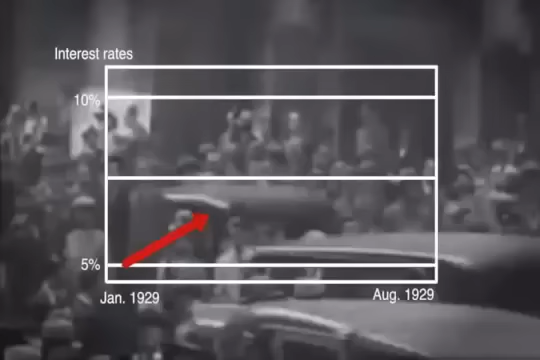 Interest rates
10%
5%
Jan. 1929
Aug. 1929